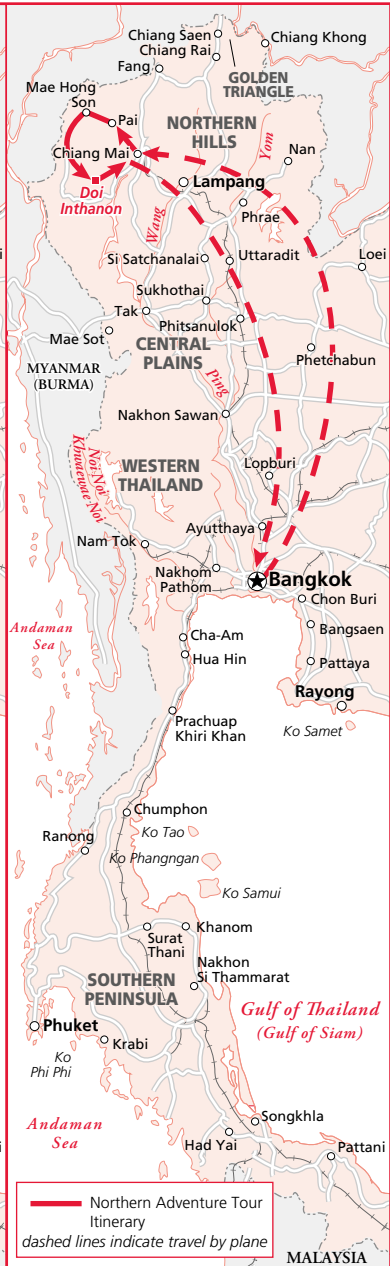 Chiang Saen
Chiang Rai
Chiang Khong
Fang
GOLDEN
TRIANGLE
Mae Hong
Son
Pai
NORTHERN
HILLS
Chiang Mai
Yom
Nan
Doi
Inthanon
Lampang
Wang
Phrae
Si Satchanalai
Uttaradit
Loei
Sukhothai
Tak
Phitsanulok
Mae Sot
CENTRAL
PLAINS
Phetchabun
MYANMAR
(BURMA)
Ping
Nakhon Sawan
Noi Noi
Khwaewae Noi
WESTERN
THAILAND
Lopburi
Ayutthaya
Nam Tok
Nakhom
Pathom
Bangkok
Chon Buri
Andaman
Sea
Cha-Am
Bangsaen
Hua Hin
Pattaya
Rayong
Ko Samet
Prachuap
Khiri Khan
Chumphon
Ko Tao
Ranong
Ko Phangngan
Ko Samui
Surat
Thani
Khanom
Nakhon
Si Thammarat
SOUTHERN
PENINSULA
Gulf of Thailand
(Gulf of Siam)
Phuket
Ko
Phi Phi
Krabi
Andaman
Sea
Songkhla
Had Yai
Pattani
Northern Adventure Tour
Itinerary
dashed lines indicate travel by plane
MALAYSIA